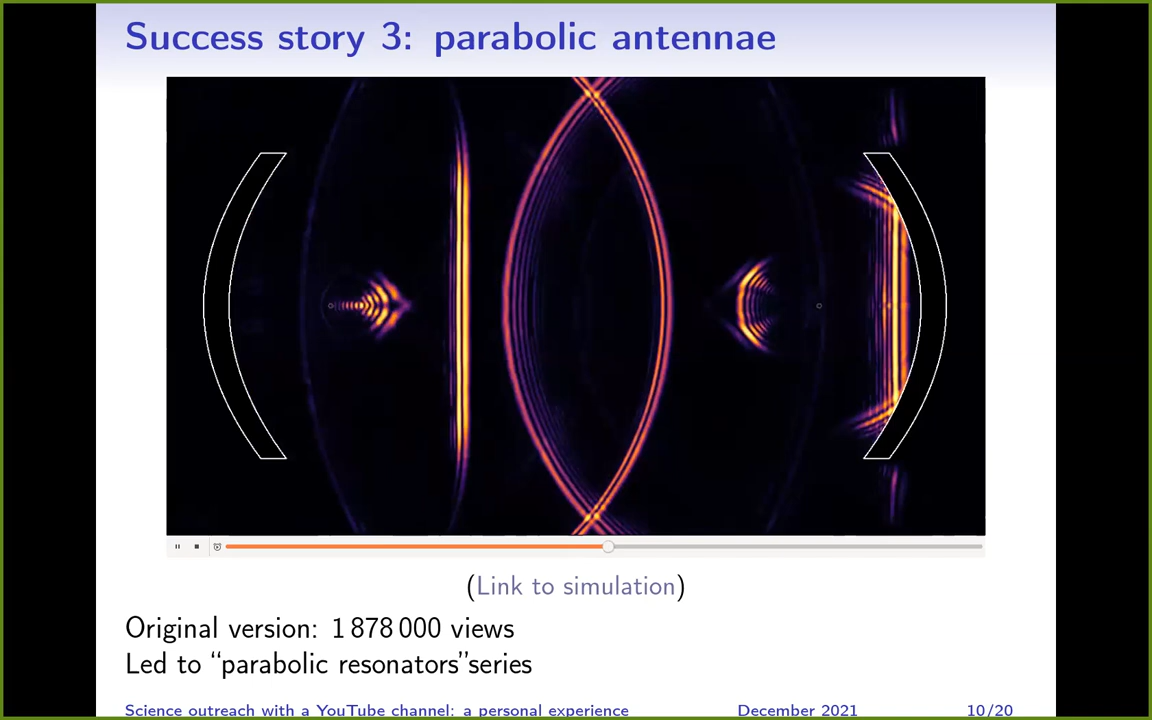 Success story 3: parabolic antennae
(Link to simulation)
Original version: 1 878 000 views
Led to “parabolic resonators”series
Science outreach with a YouTube channel: a personal experience December 2021 10/20